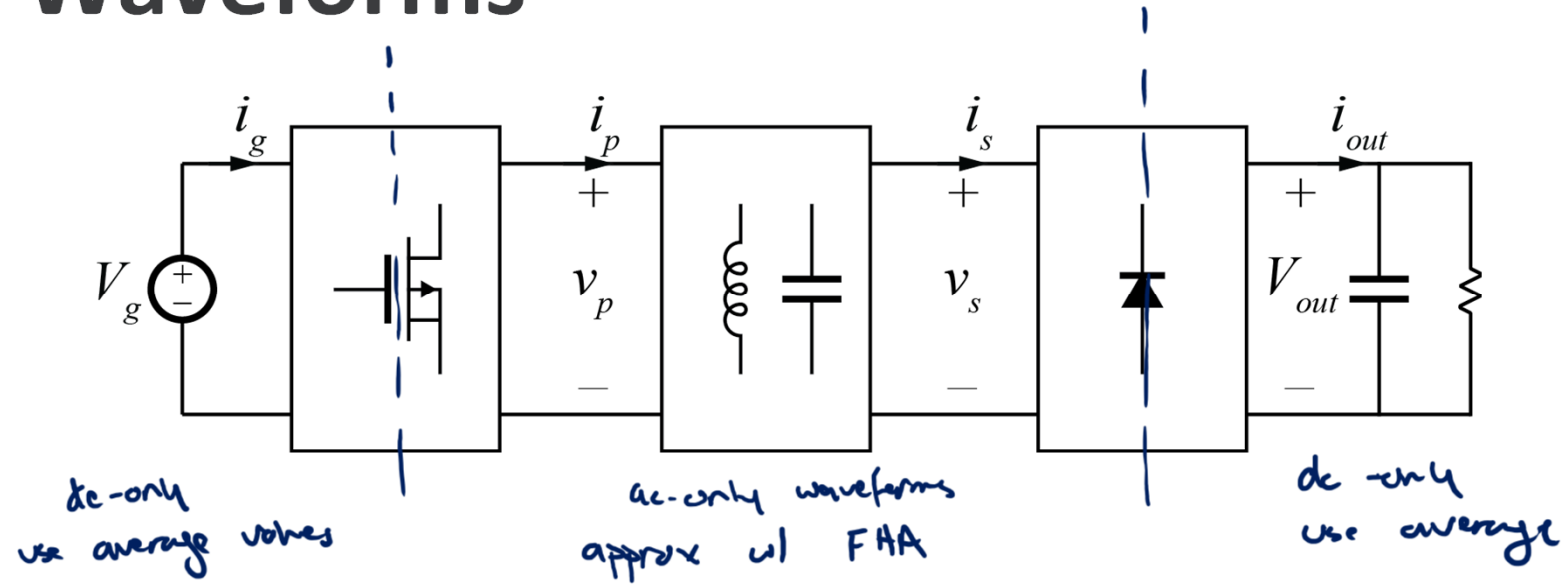 Waveforms
i_g
i_p
i_s
i_out
V_g
+
−
+
v_p
−
+
v_s
−
+
V_out
−
dc-only
use average values
ac-only waveforms
approx w/ FHA
dc-only
use average